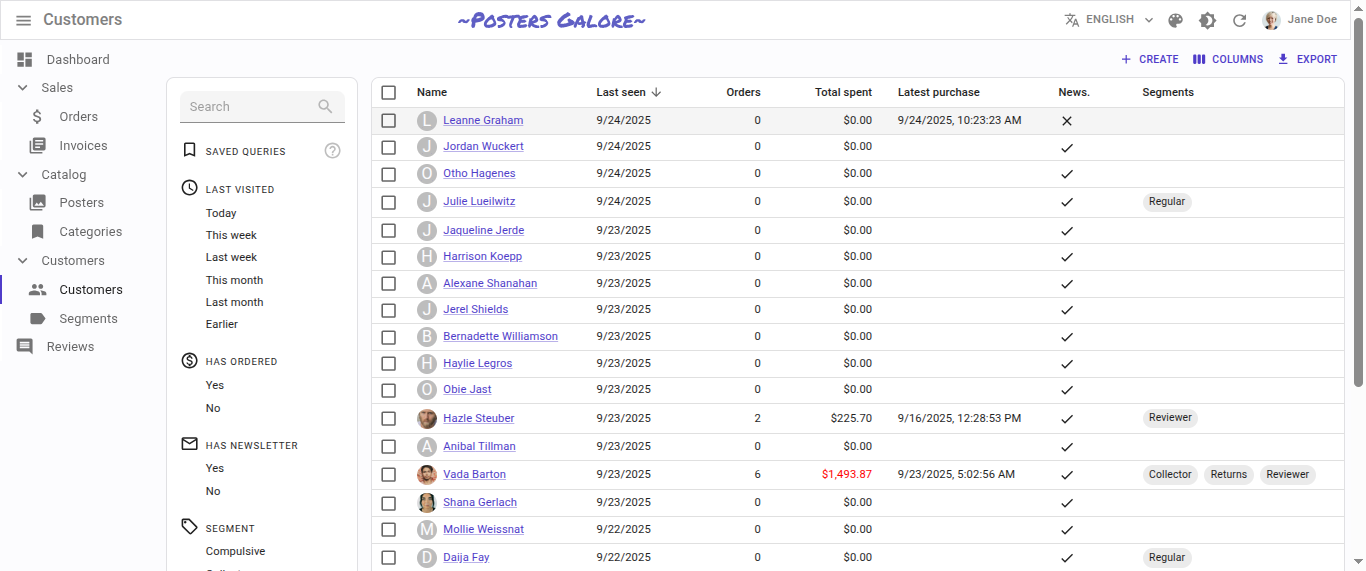 Customers
~Posters Galore~
ENGLISH
Jane Doe
Dashboard
Sales
Orders
Invoices
Catalog
Posters
Categories
Customers
Customers
Segments
Reviews
CREATE
COLUMNS
EXPORT
Search
SAVED QUERIES
?
LAST VISITED
Today
This week
Last week
This month
Last month
Earlier
HAS ORDERED
Yes
No
HAS NEWSLETTER
Yes
No
SEGMENT
Compulsive
Name Last seen Orders Total spent Latest purchase News. Segments
L Leanne Graham 9/24/2025 0 $0.00 9/24/2025, 10:23:23 AM
J Jordan Wuckert 9/24/2025 0 $0.00
O Otho Hagenes 9/24/2025 0 $0.00
J Julie Lueilwitz 9/24/2025 0 $0.00 Regular
J Jaqueline Jerde 9/23/2025 0 $0.00
H Harrison Koepp 9/23/2025 0 $0.00
A Alexane Shanahan 9/23/2025 0 $0.00
J Jerel Shields 9/23/2025 0 $0.00
B Bernadette Williamson 9/23/2025 0 $0.00
H Haylie Legros 9/23/2025 0 $0.00
O Obie Jast 9/23/2025 0 $0.00
Hazle Steuber 9/23/2025 2 $225.70 9/16/2025, 12:28:53 PM Reviewer
A Anibal Tillman 9/23/2025 0 $0.00
Vada Barton 9/23/2025 6 $1,493.87 9/23/2025, 5:02:56 AM Collector Returns Reviewer
Shana Gerlach 9/23/2025 0 $0.00
M Mollie Weissnat 9/22/2025 0 $0.00
D Daija Fay 9/22/2025 0 $0.00 Regular